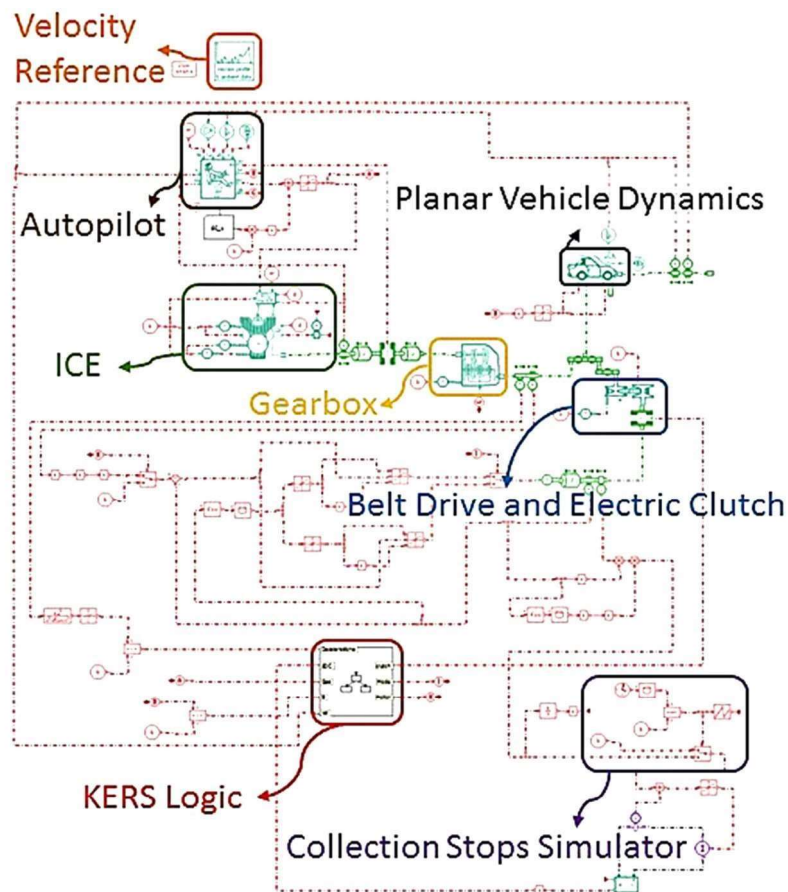 Velocity
Reference
Autopilot
Planar Vehicle Dynamics
ICE
Gearbox
Belt Drive and Electric Clutch
KERS Logic
Collection Stops Simulator